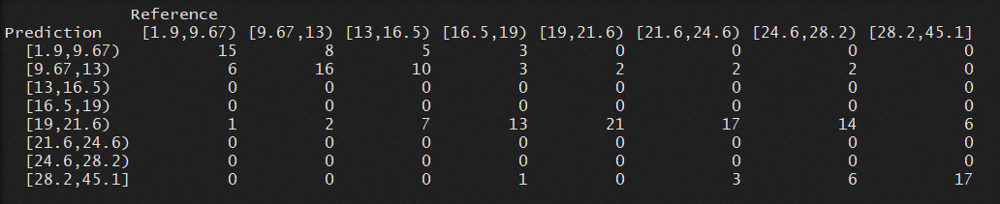 Reference
Prediction [1.9,9.67) [9.67,13) [13,16.5) [16.5,19) [19,21.6) [21.6,24.6) [24.6,28.2) [28.2,45.1]
[1.9,9.67) 15 8 5 3 0 0 0 0
[9.67,13) 6 16 10 3 2 2 2 0
[13,16.5) 0 0 0 0 0 0 0 0
[16.5,19) 0 0 0 0 0 0 0 0
[19,21.6) 1 2 7 13 21 17 14 6
[21.6,24.6) 0 0 0 0 0 0 0 0
[24.6,28.2) 0 0 0 0 0 0 0 0
[28.2,45.1] 0 0 0 1 0 3 6 17